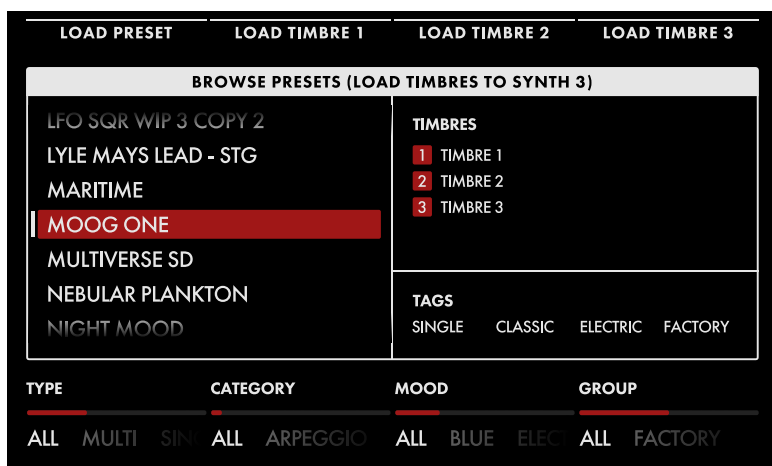 LOAD PRESET LOAD TIMBRE 1 LOAD TIMBRE 2 LOAD TIMBRE 3
BROWSE PRESETS (LOAD TIMBRES TO SYNTH 3)
LFO SQR WIP 3 COPY 2
LYLE MAYS LEAD - STG
MARITIME
MOOG ONE
MULTIVERSE SD
NEBULAR PLANKTON
NIGHT MOOD
TIMBRES
1 TIMBRE 1
2 TIMBRE 2
3 TIMBRE 3
TAGS
SINGLE CLASSIC ELECTRIC FACTORY
TYPE CATEGORY MOOD GROUP
ALL MULTI SIN ALL ARPEGGIO ALL BLUE ELECT ALL FACTORY